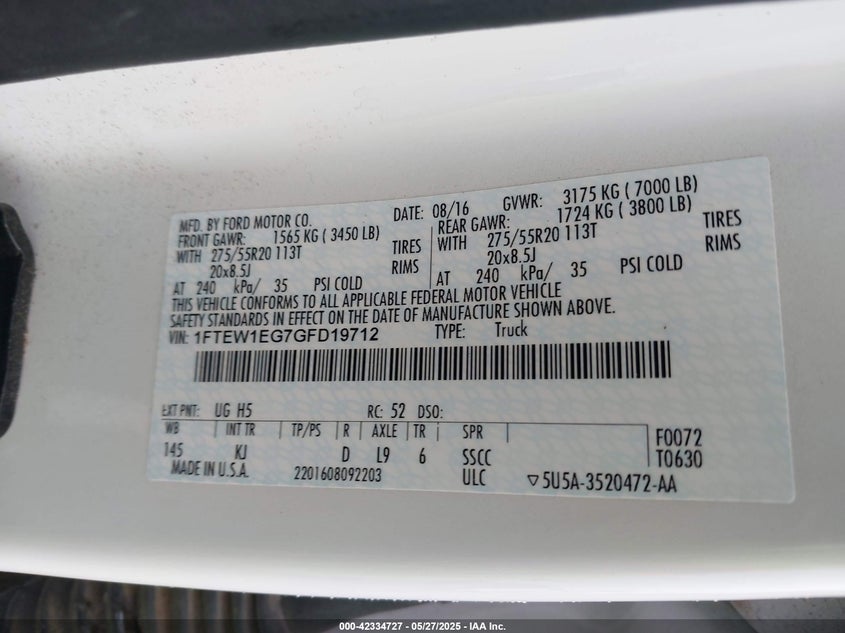 MFD. BY FORD MOTOR CO.
DATE: 08/16 GVWR: 3175 KG ( 7000 LB)
FRONT GAWR: 1565 KG ( 3450 LB)
REAR GAWR: 1724 KG ( 3800 LB)
WITH 275/55R20 113T TIRES
WITH 275/55R20 113T TIRES
20x8.5J RIMS
20x8.5J RIMS
AT 240 kPa/ 35 PSI COLD
AT 240 kPa/ 35 PSI COLD
THIS VEHICLE CONFORMS TO ALL APPLICABLE FEDERAL MOTOR VEHICLE
SAFETY STANDARDS IN EFFECT ON THE DATE OF MANUFACTURE SHOWN ABOVE.
VIN: 1FTEW1EG7GFD19712 TYPE: Truck
EXT PNT: UG H5 RC: 52 DSO:
WB INT TR TP/PS R AXLE TR SPR F0072
145 KJ D L9 6 SSCC T0630
MADE IN U.S.A. 2201608092203 ULC ▽5U5A-3520472-AA
000-42334727 - 05/27/2025 - IAA Inc.